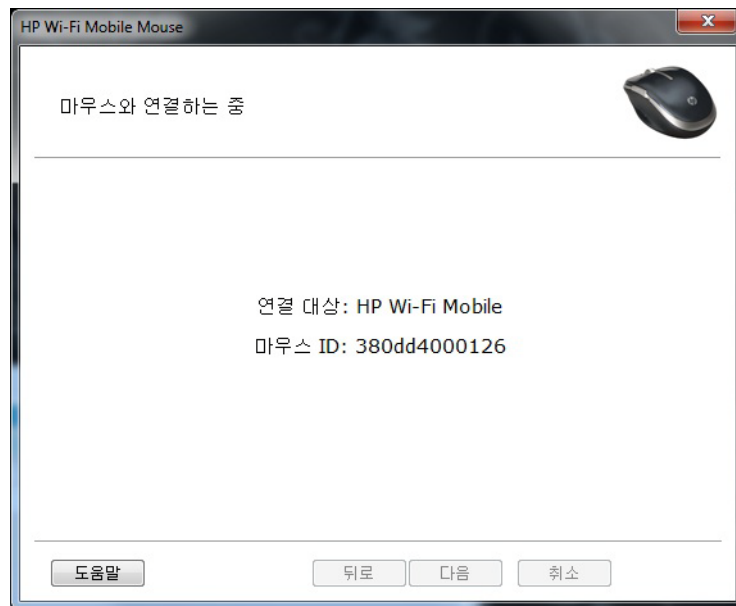 HP Wi-Fi Mobile Mouse
마우스와 연결하는 중
연결 대상: HP Wi-Fi Mobile
마우스 ID: 380dd4000126
도움말
뒤로
다음
취소